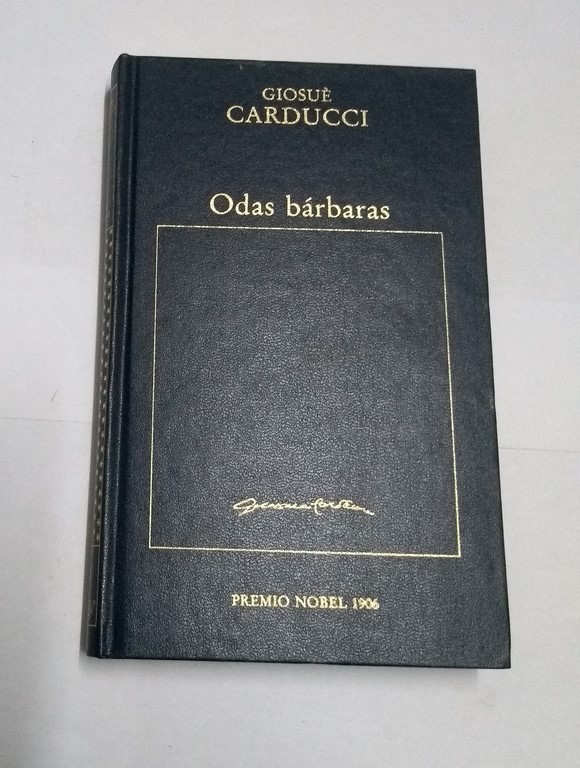 GIOSUÈ
CARDUCCI
Odas bárbaras
PREMIO NOBEL 1906